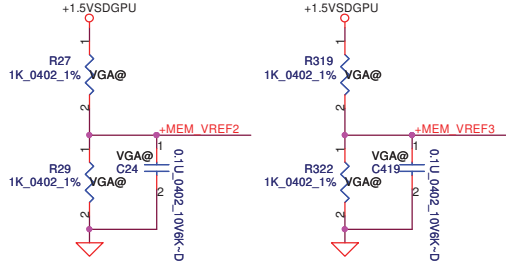 +1.5VSDGPU
1
R27
1K_0402_1%
VGA@
2
+MEM_VREF2
1
R29
1K_0402_1%
VGA@
2
VGA@
C24
1
2
0.1U_0402_10V6K~D
+1.5VSDGPU
1
R319
1K_0402_1%
VGA@
2
+MEM_VREF3
1
R322
1K_0402_1%
VGA@
2
VGA@
C419
1
2
0.1U_0402_10V6K~D